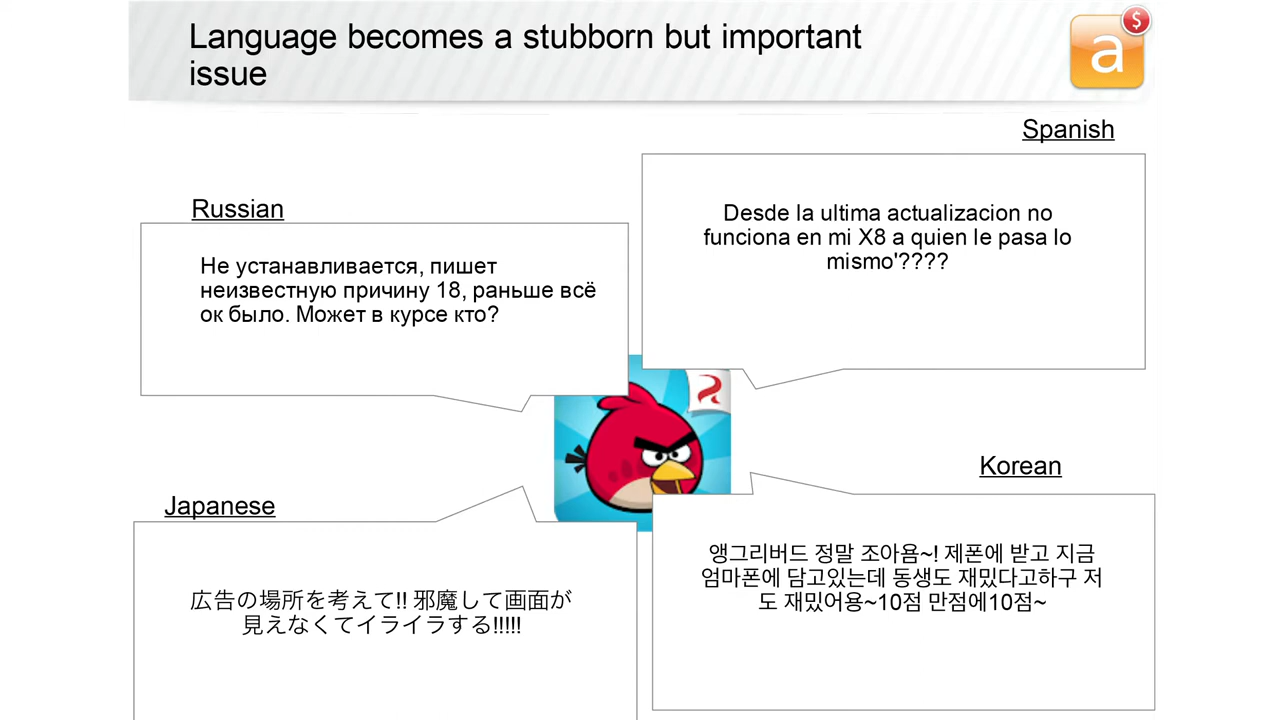 Language becomes a stubborn but important
issue
a
$
Spanish
Desde la ultima actualizacion no
funciona en mi X8 a quien le pasa lo
mismo'????
Russian
Не устанавливается, пишет
неизвестную причину 18, раньше всё
ок было. Может в курсе кто?
Korean
앵그리버드 정말 조아욤~! 제폰에 받고 지금
엄마폰에 담고있는데 동생도 재밌다고하구 저
도 재밌어용~10점 만점에10점~
Japanese
広告の場所を考えて!! 邪魔して画面が
見えなくてイライラする!!!!!